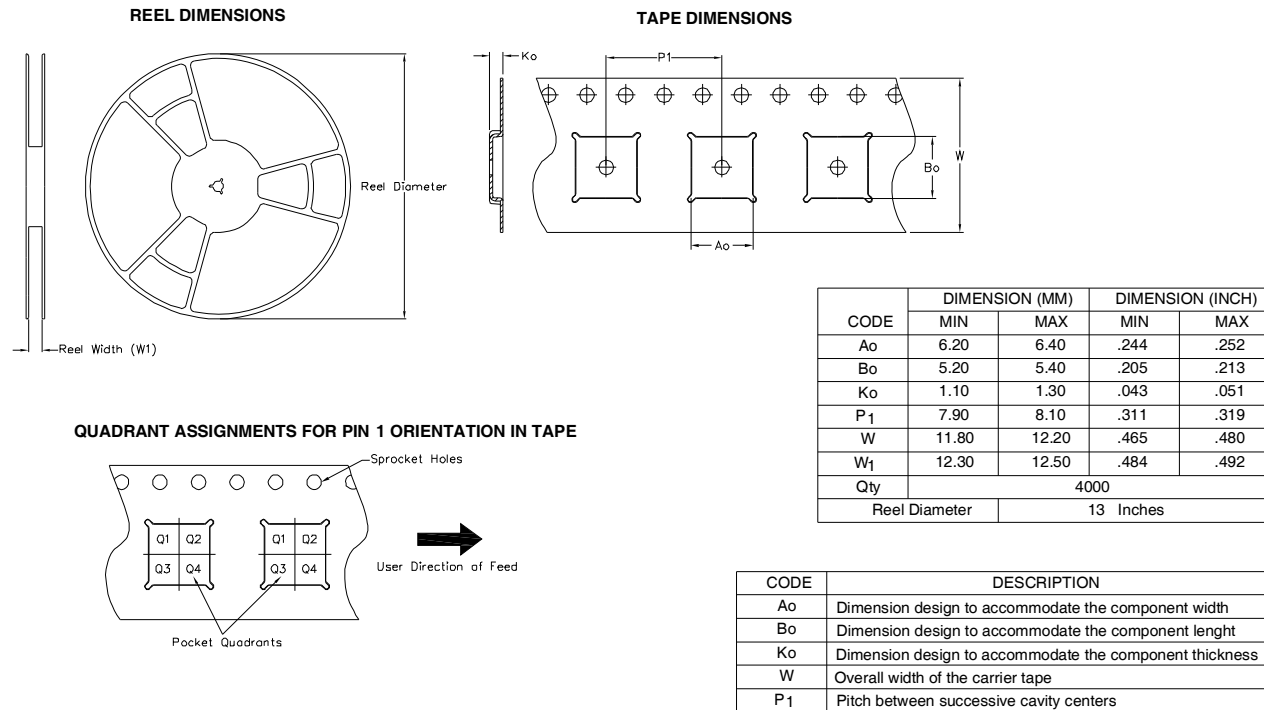 REEL DIMENSIONS
TAPE DIMENSIONS
Ko
P1
Reel Diameter
Bo
W
Ao
Reel Width (W1)
DIMENSION (MM) DIMENSION (INCH)
CODE MIN MAX MIN MAX
Ao 6.20 6.40 .244 .252
Bo 5.20 5.40 .205 .213
Ko 1.10 1.30 .043 .051
P1 7.90 8.10 .311 .319
W 11.80 12.20 .465 .480
W1 12.30 12.50 .484 .492
Qty 4000
Reel Diameter 13 Inches
QUADRANT ASSIGNMENTS FOR PIN 1 ORIENTATION IN TAPE
Sprocket Holes
Q1 Q2 Q1 Q2
Q3 Q4 Q3 Q4
User Direction of Feed
Pocket Quadrants
CODE DESCRIPTION
Ao Dimension design to accommodate the component width
Bo Dimension design to accommodate the component lenght
Ko Dimension design to accommodate the component thickness
W Overall width of the carrier tape
P1 Pitch between successive cavity centers